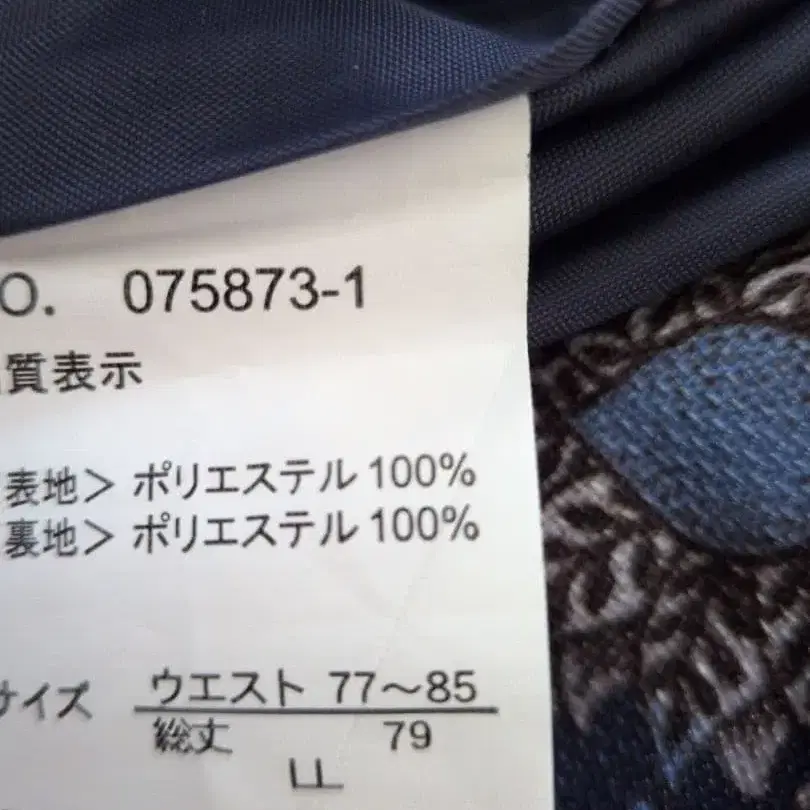 O. 075873-1
質表示
表地＞ ポリエステル 100%
裏地＞ ポリエステル 100%
サイズ ウエスト 77〜85
総丈 79
LL